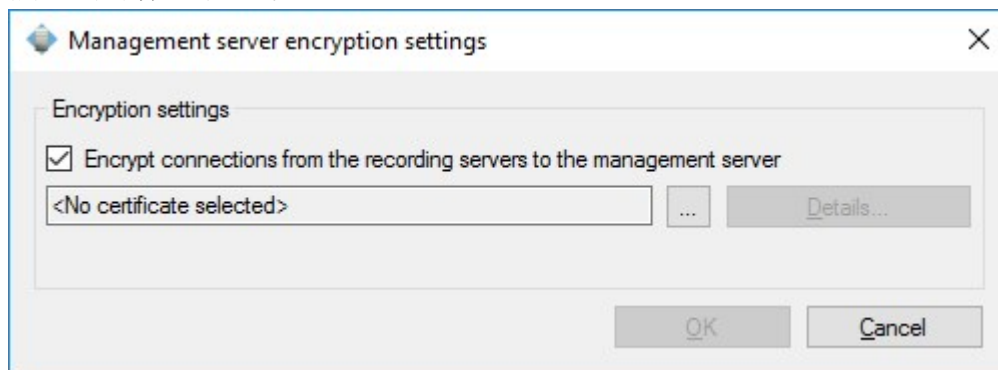 Management server encryption settings
Encryption settings
Encrypt connections from the recording servers to the management server
<No certificate selected>
...
Details...
OK
Cancel